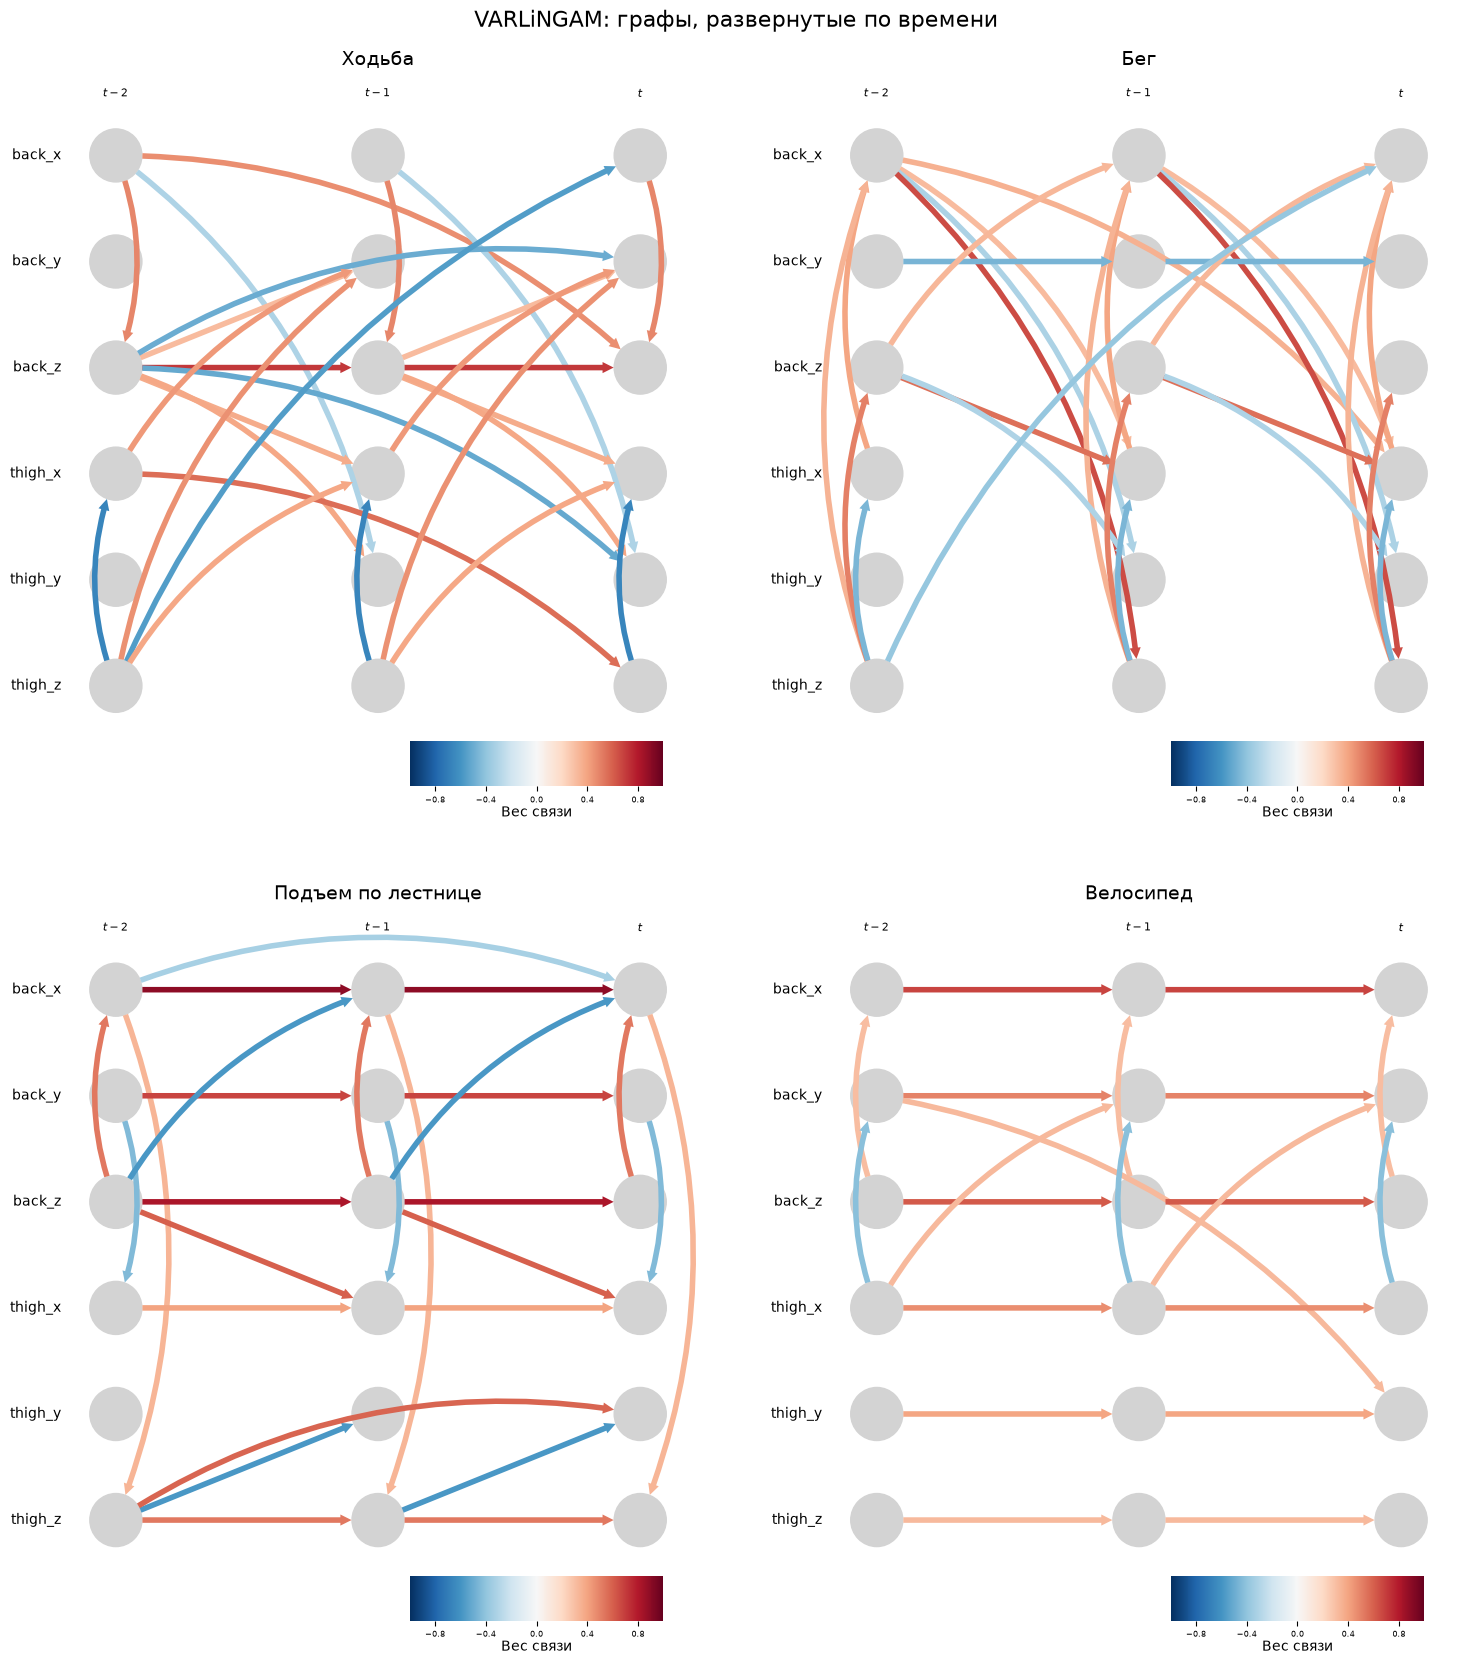 VARLiNGAM: графы, развернутые по времени
Ходьба
t − 2
t − 1
t
back_x
back_y
back_z
thigh_x
thigh_y
thigh_z
−0.8
−0.4
0.0
0.4
0.8
Вес связи
Бег
t − 2
t − 1
t
back_x
back_y
back_z
thigh_x
thigh_y
thigh_z
−0.8
−0.4
0.0
0.4
0.8
Вес связи
Подъем по лестнице
t − 2
t − 1
t
back_x
back_y
back_z
thigh_x
thigh_y
thigh_z
−0.8
−0.4
0.0
0.4
0.8
Вес связи
Велосипед
t − 2
t − 1
t
back_x
back_y
back_z
thigh_x
thigh_y
thigh_z
−0.8
−0.4
0.0
0.4
0.8
Вес связи